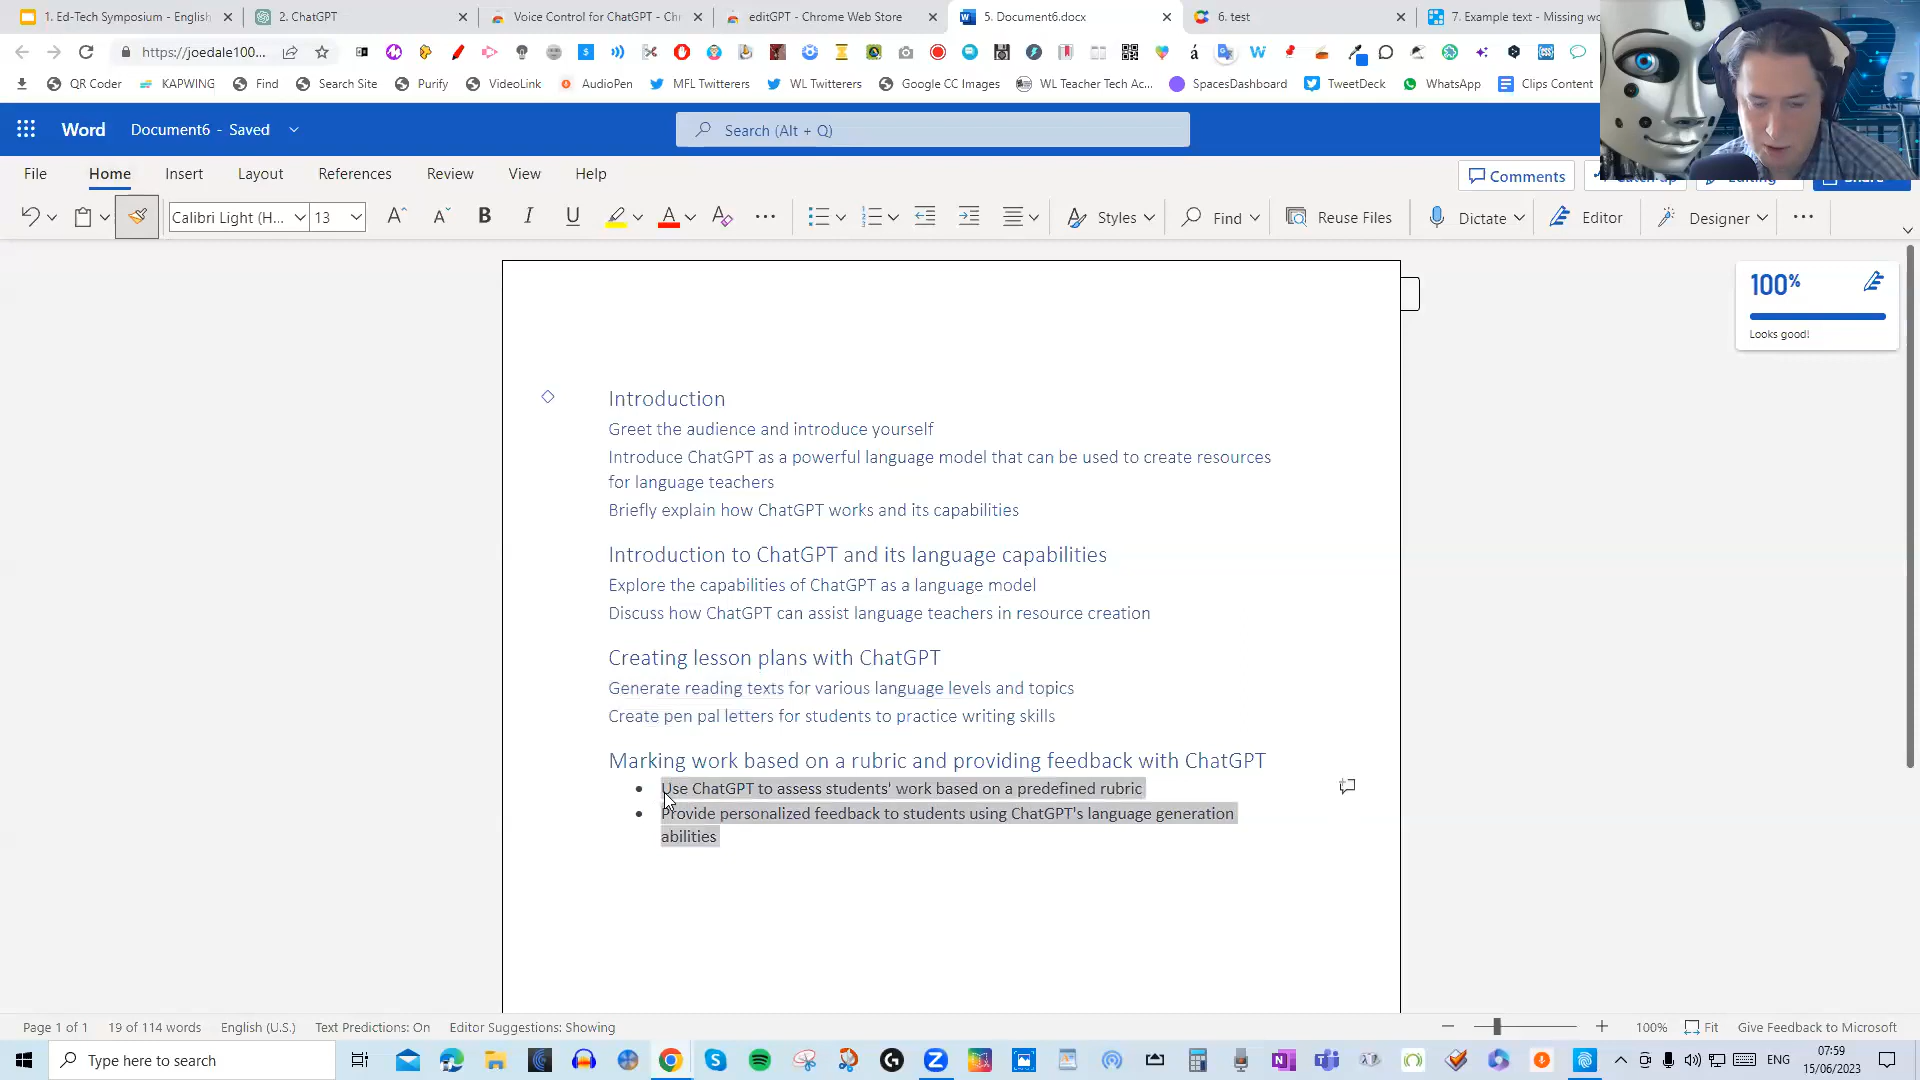 1. Ed-Tech Symposium - English
2. ChatGPT
Voice Control for ChatGPT - Chr
editGPT - Chrome Web Store
5. Document6.docx
6. test
7. Example text - Missing wo
https://joedale100...
QR Coder
KAPWING
Find
Search Site
Purify
VideoLink
AudioPen
MFL Twitterers
WL Twitterers
Google CC Images
WL Teacher Tech Ac...
SpacesDashboard
TweetDeck
WhatsApp
Clips Content
Word
Document6 - Saved
Search (Alt + Q)
File
Home
Insert
Layout
References
Review
View
Help
Comments
Calibri Light (H...
13
Styles
Find
Reuse Files
Dictate
Editor
Designer
100%
Looks good!
Introduction
Greet the audience and introduce yourself
Introduce ChatGPT as a powerful language model that can be used to create resources
for language teachers
Briefly explain how ChatGPT works and its capabilities
Introduction to ChatGPT and its language capabilities
Explore the capabilities of ChatGPT as a language model
Discuss how ChatGPT can assist language teachers in resource creation
Creating lesson plans with ChatGPT
Generate reading texts for various language levels and topics
Create pen pal letters for students to practice writing skills
Marking work based on a rubric and providing feedback with ChatGPT
• Use ChatGPT to assess students' work based on a predefined rubric
• Provide personalized feedback to students using ChatGPT's language generation
abilities
Page 1 of 1
19 of 114 words
English (U.S.)
Text Predictions: On
Editor Suggestions: Showing
100%
Fit
Give Feedback to Microsoft
Type here to search
ENG
07:59
15/06/2023